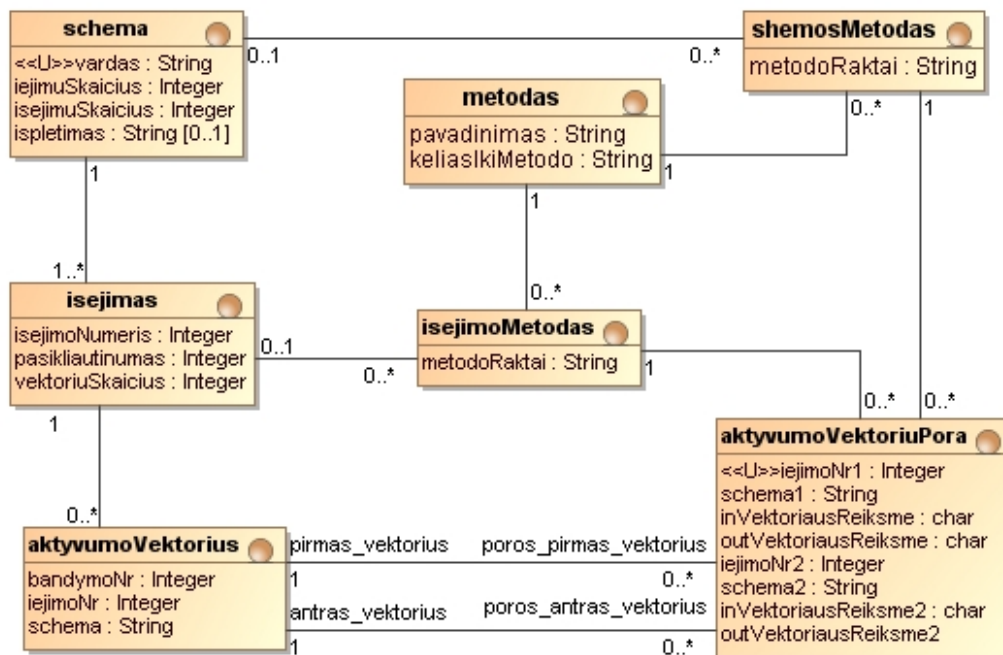 schema
<<U>>vardas : String
iejimuSkaicius : Integer
isejimuSkaicius : Integer
ispletimas : String [0..1]
0..1
0..*
shemosMetodas
metodoRaktai : String
metodas
pavadinimas : String
keliasIkiMetodo : String
0..*
1
1
1
1
1..*
0..*
isejimas
isejimoNumeris : Integer
pasikliautinumas : Integer
vektoriuSkaicius : Integer
0..1
0..*
isejimoMetodas
metodoRaktai : String
1
0..*
0..*
1
0..*
aktyvumoVektorius
bandymoNr : Integer
iejimoNr : Integer
schema : String
pirmas_vektorius
poros_pirmas_vektorius
1
0..*
antras_vektorius
poros_antras_vektorius
1
0..*
aktyvumoVektoriuPora
<<U>>iejimoNr1 : Integer
schema1 : String
inVektoriausReiksme : char
outVektoriausReiksme : char
iejimoNr2 : Integer
schema2 : String
inVektoriausReiksme2 : char
outVektoriausReiksme2